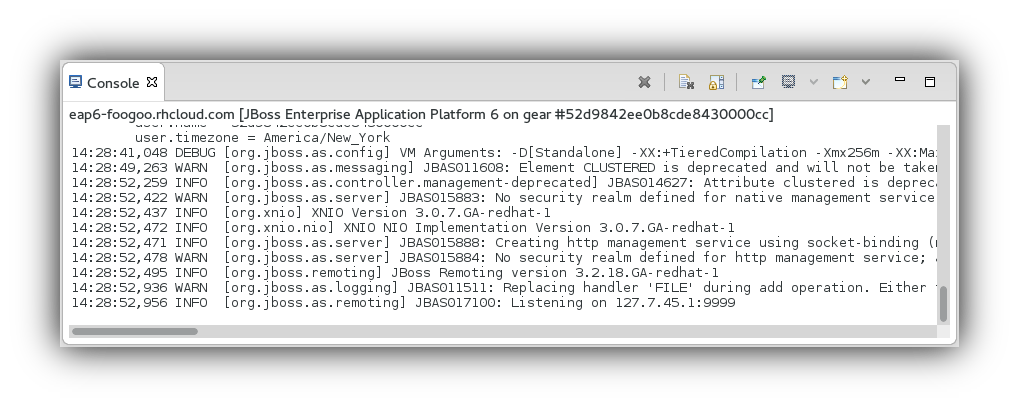 Console
eap6-foogoo.rhcloud.com [JBoss Enterprise Application Platform 6 on gear #52d9842ee0b8cde8430000cc]
user.timezone = America/New_York
14:28:41,048 DEBUG [org.jboss.as.config] VM Arguments: -D[Standalone] -XX:+TieredCompilation -Xmx256m -XX:Ma
14:28:49,263 WARN [org.jboss.as.messaging] JBAS011608: Element CLUSTERED is deprecated and will not be taken
14:28:52,259 INFO [org.jboss.as.controller.management-deprecated] JBAS014627: Attribute clustered is depreca
14:28:52,422 WARN [org.jboss.as.server] JBAS015883: No security realm defined for native management service
14:28:52,437 INFO [org.xnio] XNIO Version 3.0.7.GA-redhat-1
14:28:52,472 INFO [org.xnio.nio] XNIO NIO Implementation Version 3.0.7.GA-redhat-1
14:28:52,471 INFO [org.jboss.as.server] JBAS015888: Creating http management service using socket-binding (
14:28:52,478 WARN [org.jboss.as.server] JBAS015884: No security realm defined for http management service;
14:28:52,495 INFO [org.jboss.remoting] JBoss Remoting version 3.2.18.GA-redhat-1
14:28:52,936 WARN [org.jboss.as.logging] JBAS011511: Replacing handler 'FILE' during add operation. Either
14:28:52,956 INFO [org.jboss.as.remoting] JBAS017100: Listening on 127.7.45.1:9999